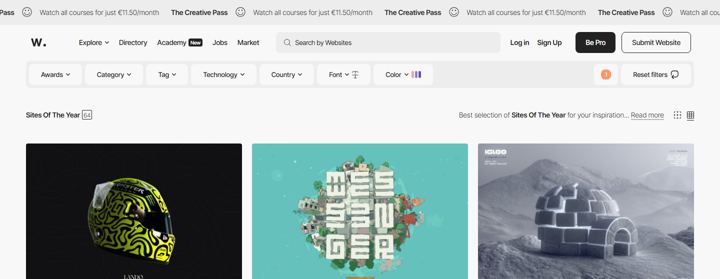 Pass Watch all courses for just €11.50/month The Creative Pass Watch all courses for just €11.50/month The Creative Pass Watch all courses for just €11.50/month The Creative Pass Watch all cou
W. Explore Directory Academy New Jobs Market Search by Websites Log in Sign Up Be Pro Submit Website
Awards Category Tag Technology Country Font Color 1 Reset filters
Sites Of The Year 64 Best selection of Sites Of The Year for your inspiration... Read more
IGLOO
LANDO